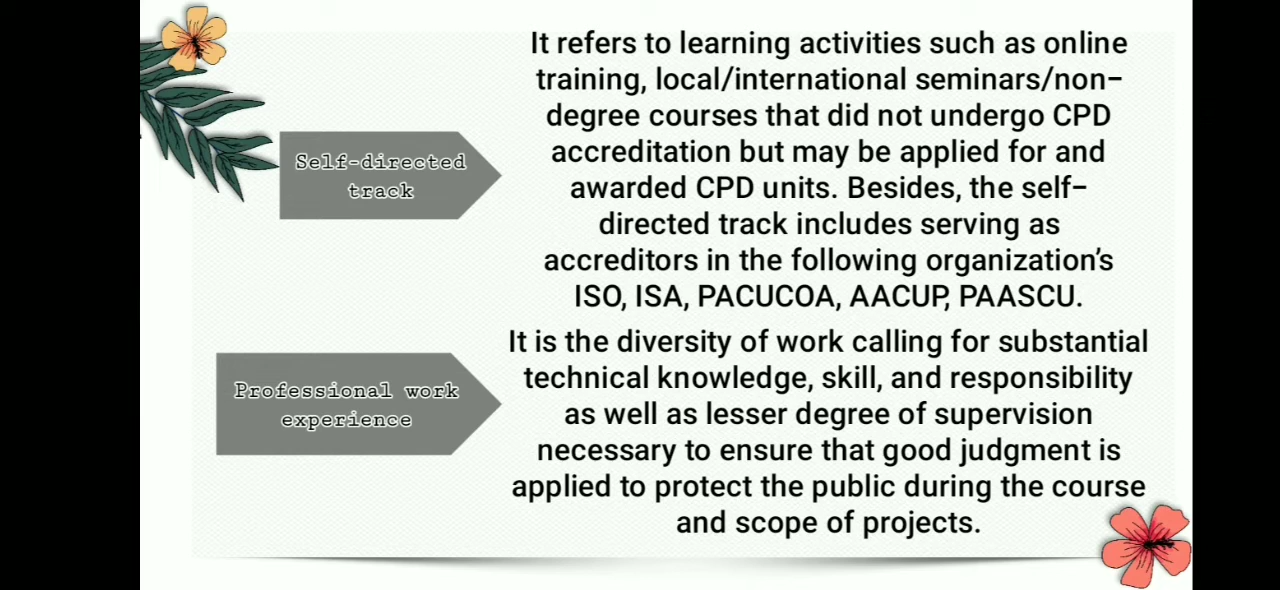 Self-directed
track
It refers to learning activities such as online
training, local/international seminars/non-
degree courses that did not undergo CPD
accreditation but may be applied for and
awarded CPD units. Besides, the self-
directed track includes serving as
accreditors in the following organization's
ISO, ISA, PACUCOA, AACUP, PAASCU.
Professional work
experience
It is the diversity of work calling for substantial
technical knowledge, skill, and responsibility
as well as lesser degree of supervision
necessary to ensure that good judgment is
applied to protect the public during the course
and scope of projects.